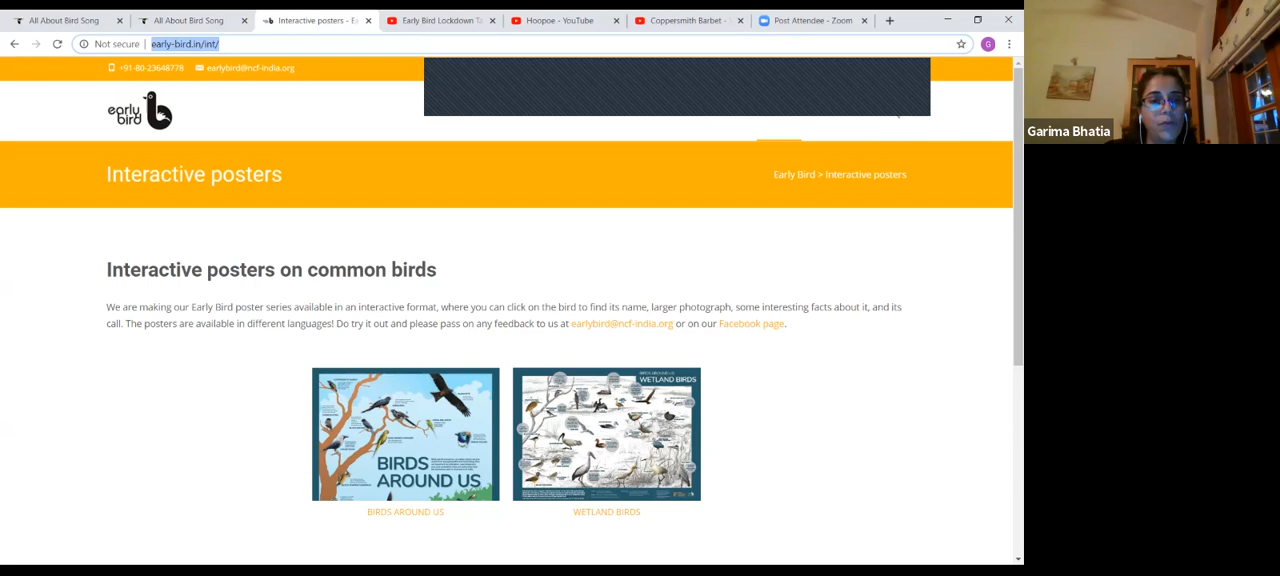 All About Bird Song
All About Bird Song
Interactive posters - Ea
Early Bird Lockdown Ta
Hoopoe - YouTube
Coppersmith Barbet -
Post Attendee - Zoom
Not secure | early-bird.in/int/
G
+91-80-23648778 earlybird@ncf-india.org
early
bird
Interactive posters
Early Bird > Interactive posters
Garima Bhatia
Interactive posters on common birds
We are making our Early Bird poster series available in an interactive format, where you can click on the bird to find its name, larger photograph, some interesting facts about it, and its
call. The posters are available in different languages! Do try it out and please pass on any feedback to us at earlybird@ncf-india.org or on our Facebook page.
BIRDS
AROUND US
BIRDS AROUND US
WETLAND BIRDS
BIRDS AROUND US
WETLAND BIRDS